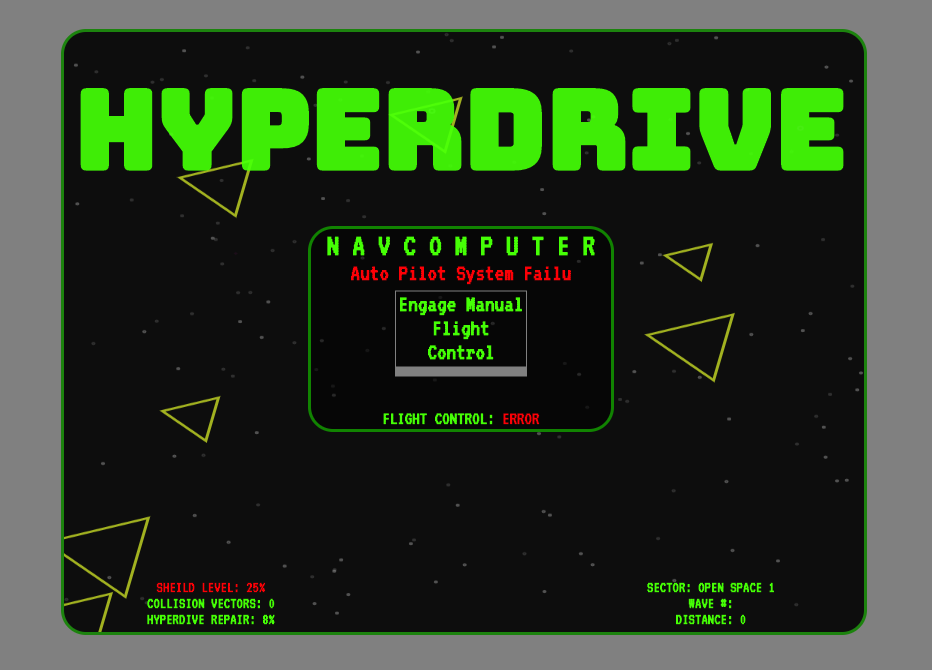 HYPERDRIVE
NAVCOMPUTER
Auto Pilot System Failu
Engage Manual
Flight
Control
FLIGHT CONTROL: ERROR
SHEILD LEVEL: 25%
COLLISION VECTORS: 0
HYPERDIVE REPAIR: 8%
SECTOR: OPEN SPACE 1
WAVE #:
DISTANCE: 0